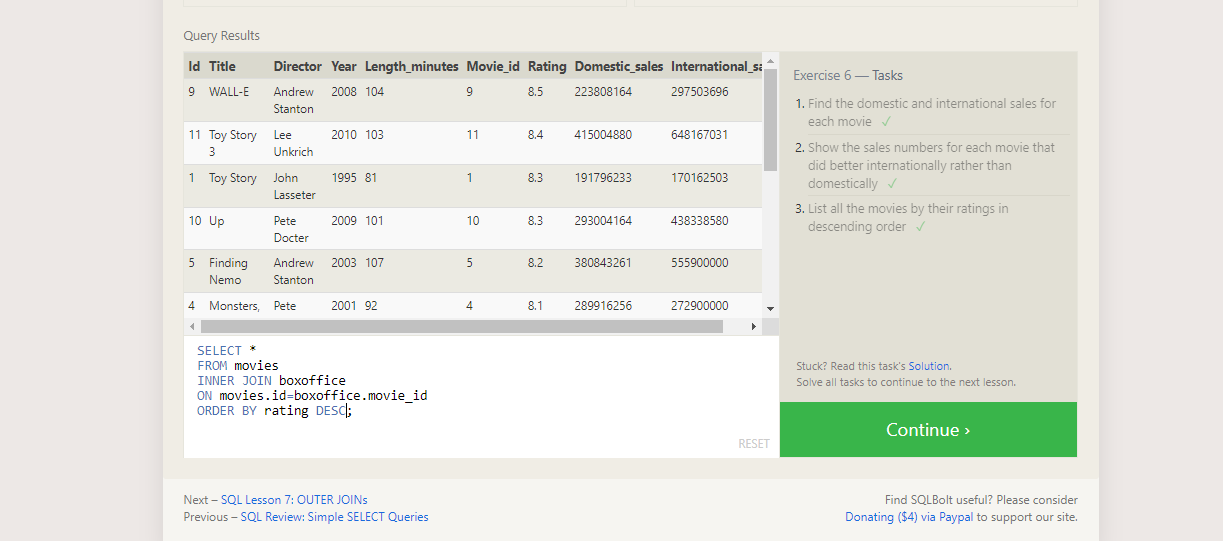 Query Results
Id Title Director Year Length_minutes Movie_id Rating Domestic_sales International_sa
9 WALL-E Andrew 2008 104 9 8.5 223808164 297503696
Stanton
11 Toy Story Lee 2010 103 11 8.4 415004880 648167031
3 Unkrich
1 Toy Story John 1995 81 1 8.3 191796233 170162503
Lasseter
10 Up Pete 2009 101 10 8.3 293004164 438338580
Docter
5 Finding Andrew 2003 107 5 8.2 380843261 555900000
Nemo Stanton
4 Monsters, Pete 2001 92 4 8.1 289916256 272900000
SELECT *
FROM movies
INNER JOIN boxoffice
ON movies.id=boxoffice.movie_id
ORDER BY rating DESC;
RESET
Exercise 6 — Tasks
1. Find the domestic and international sales for
each movie ✓
2. Show the sales numbers for each movie that
did better internationally rather than
domestically ✓
3. List all the movies by their ratings in
descending order ✓
Stuck? Read this task's Solution.
Solve all tasks to continue to the next lesson.
Continue ›
Next – SQL Lesson 7: OUTER JOINs
Previous – SQL Review: Simple SELECT Queries
Find SQLBolt useful? Please consider
Donating ($4) via Paypal to support our site.